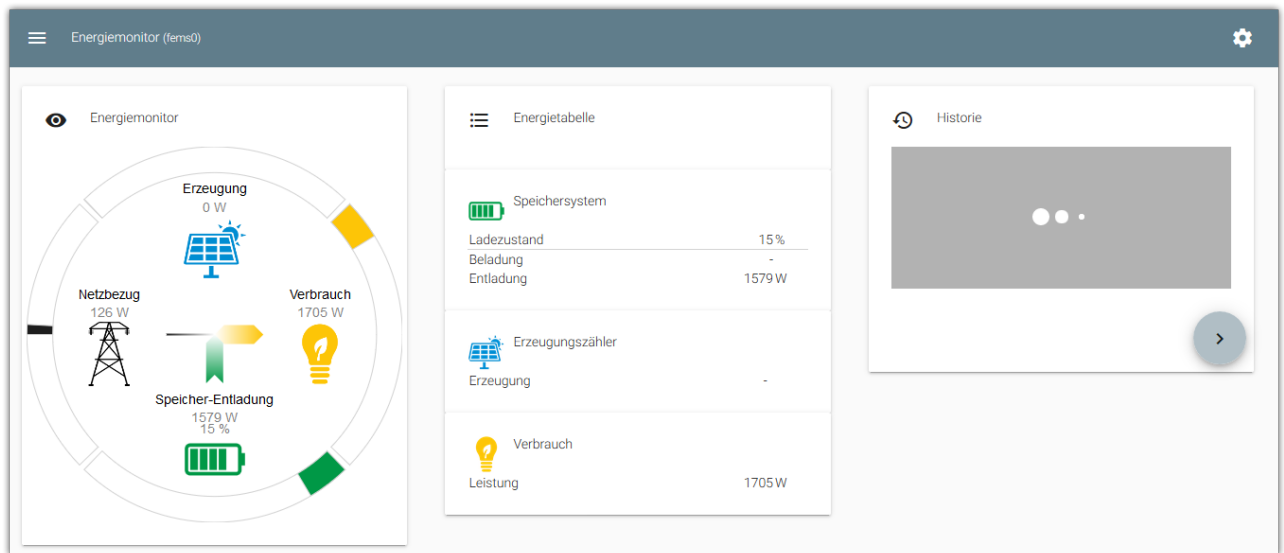 Energiemonitor (fems0)
Energiemonitor
Erzeugung
0 W
Netzbezug
126 W
Verbrauch
1705 W
Speicher-Entladung
1579 W
15 %
Energietabelle
Speichersystem
Ladezustand 15 %
Beladung -
Entladung 1579 W
Erzeugungszähler
Erzeugung -
Verbrauch
Leistung 1705 W
Historie